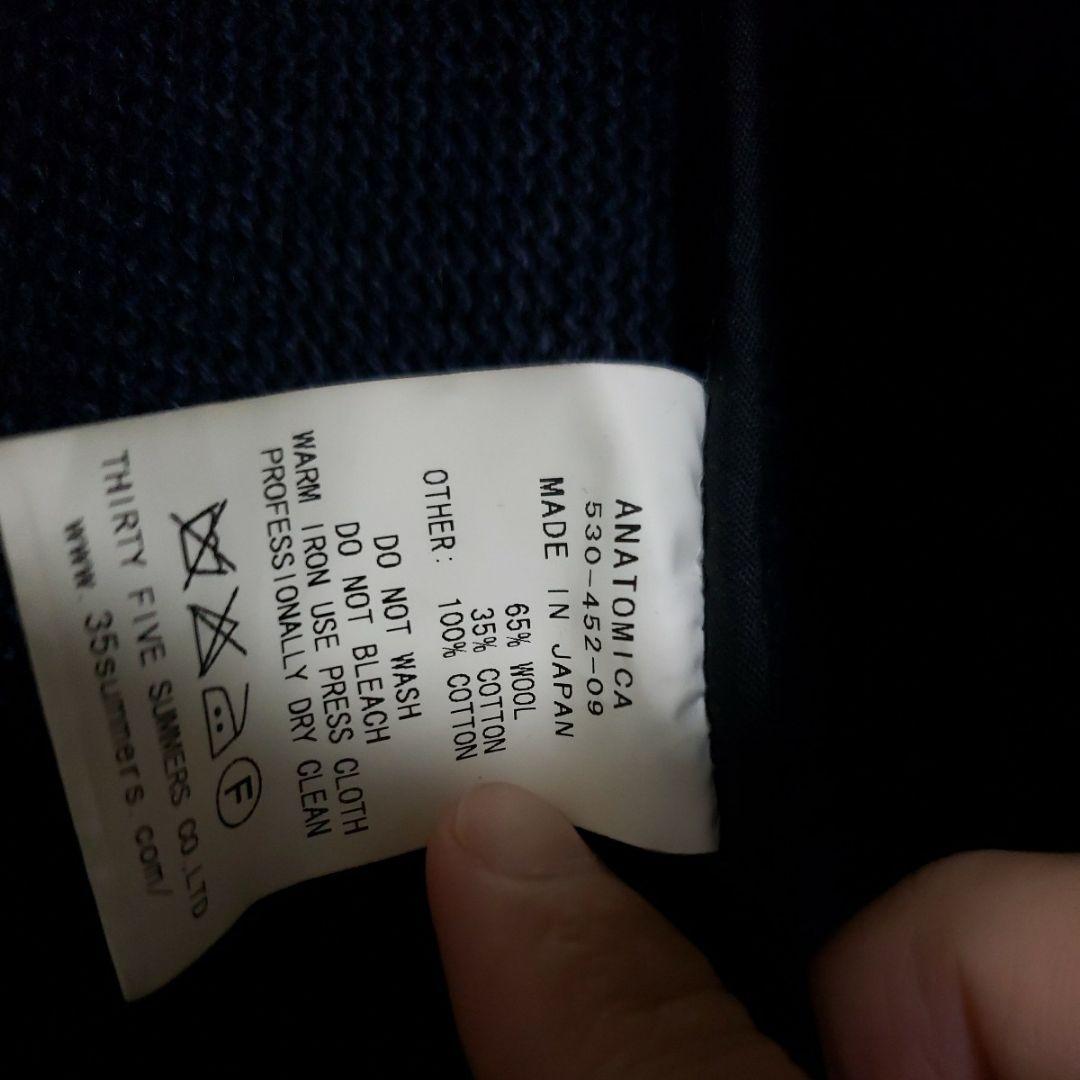 ANATOMICA
530-452-09
MADE IN JAPAN
65% WOOL
35% COTTON
OTHER: 100% COTTON
DO NOT WASH
DO NOT BLEACH
WARM IRON USE PRESS CLOTH
PROFESSIONALLY DRY CLEAN
F
THIRTY FIVE SUMMERS CO.,LTD
www.35summers.com/